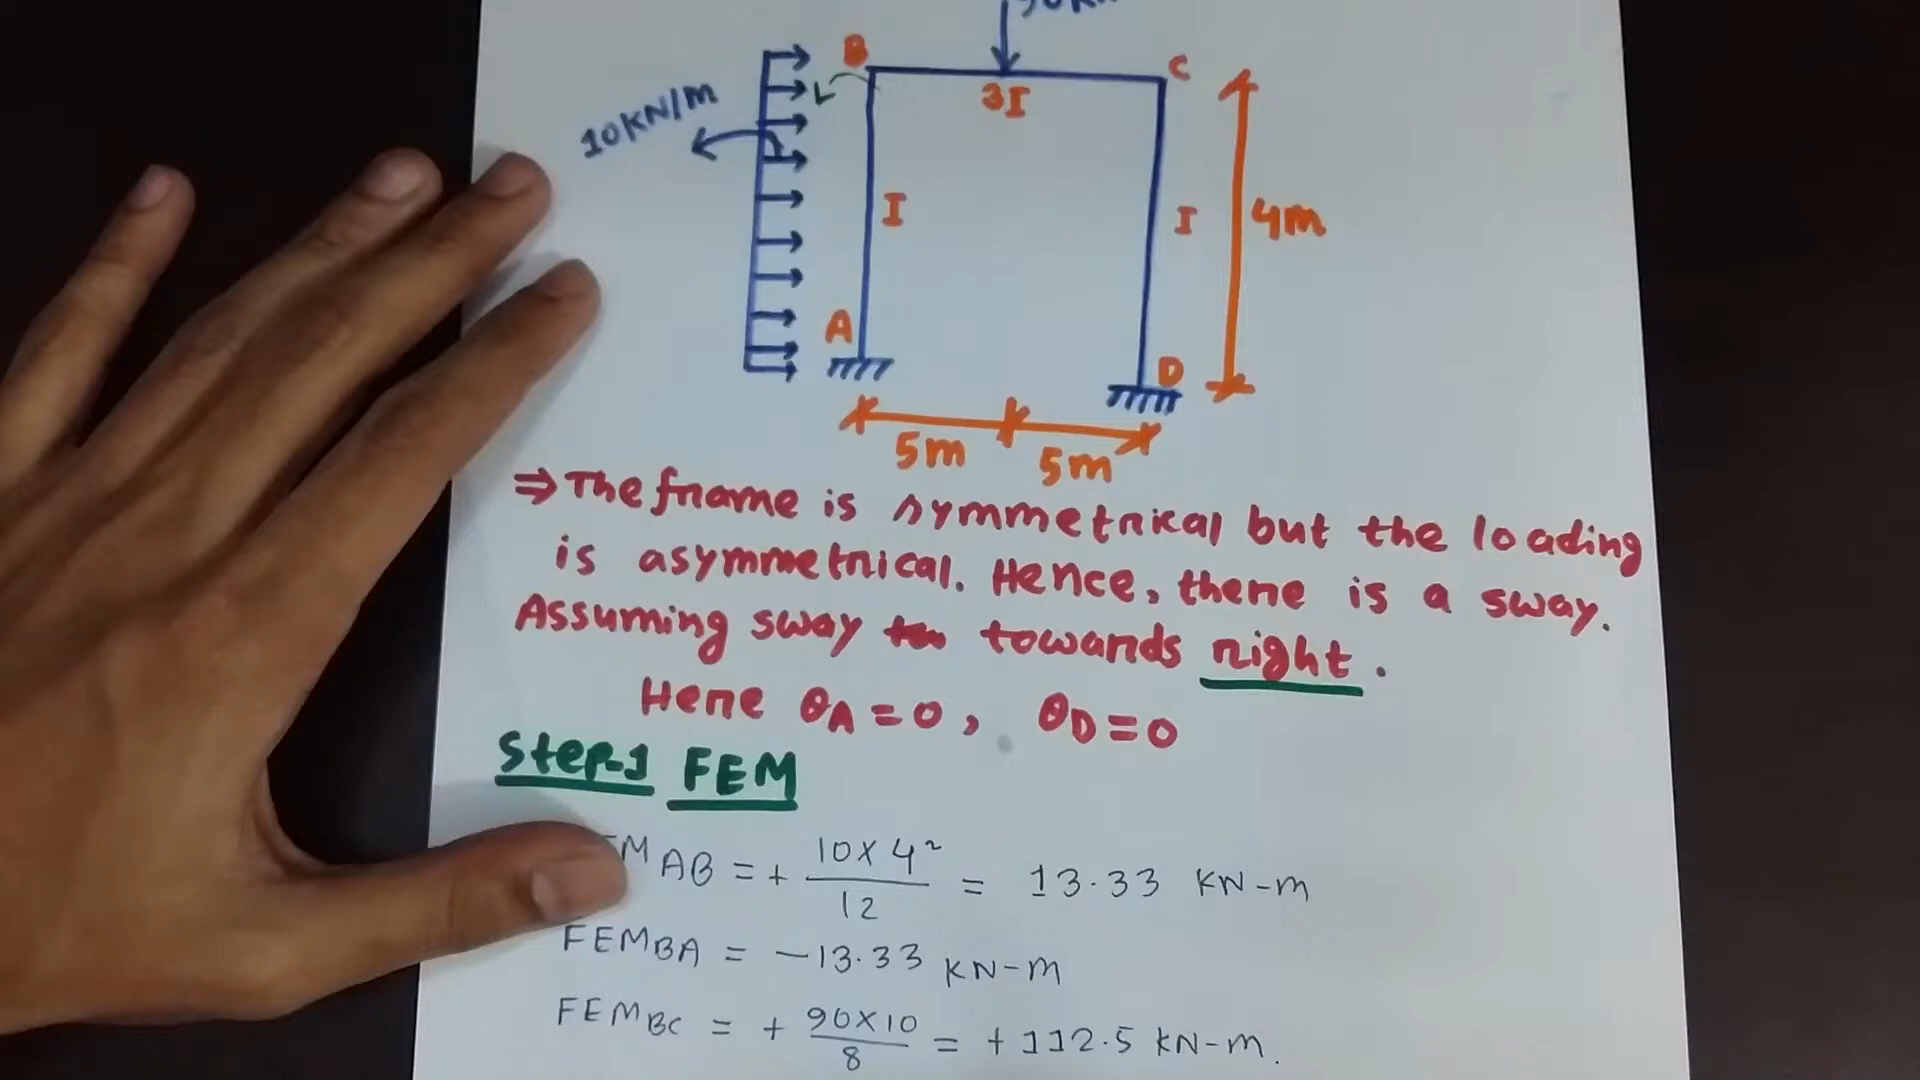 B
C
3I
10KN/m
I
I
4m
A
D
5m
5m
⇒ The frame is symmetrical but the loading
is asymmetrical. Hence, there is a sway.
Assuming sway towards right.
Here θA=0, θD=0
Step-1 FEM
M AB = + 10×4² / 12 = 13.33 KN-m
FEMBA = -13.33 KN-m
FEMBC = + 90×10 / 8 = +112.5 KN-m.